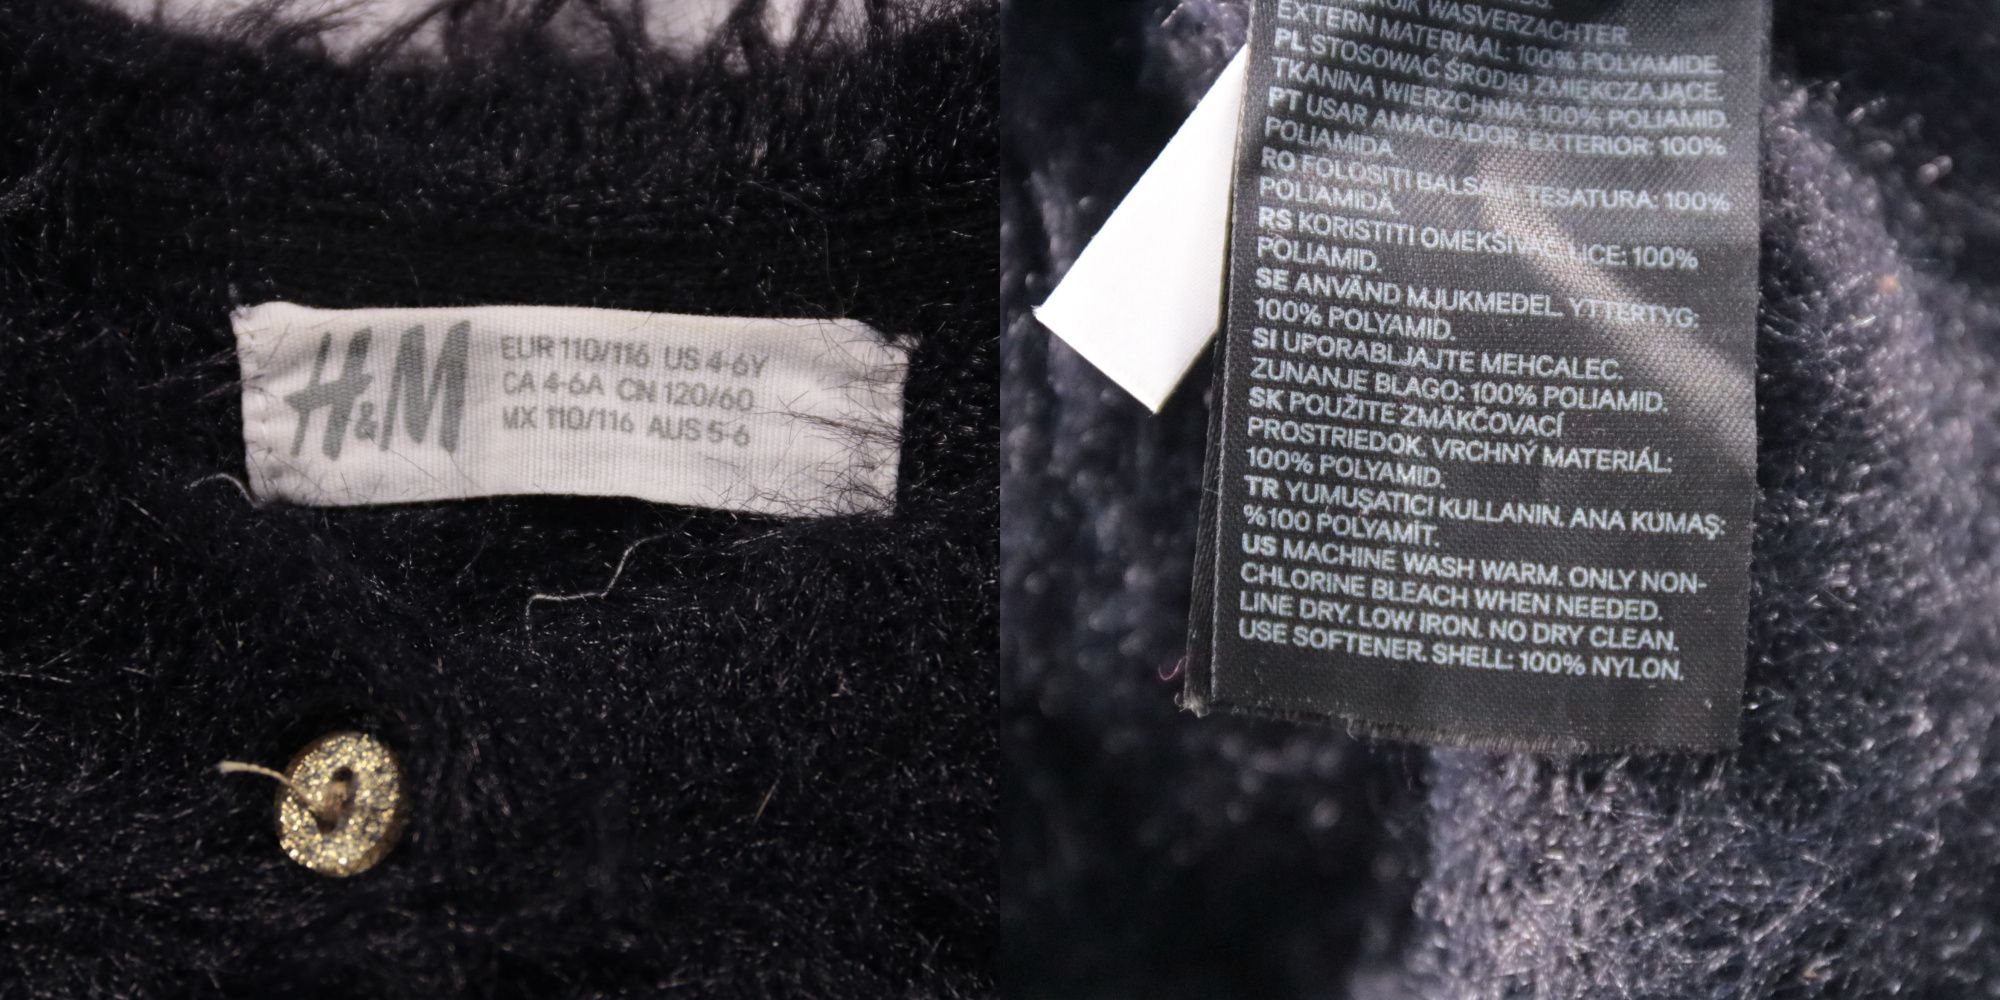 H&M
EUR 110/116 US 4-6Y
CA 4-6A CN 120/60
MX 110/116 AUS 5-6
WASVERZACHTER.
EXTERN MATERIAAL: 100% POLYAMIDE.
PL STOSOWAĆ ŚRODKI ZMIĘKCZAJĄCE.
TKANINA WIERZCHNIA: 100% POLIAMID.
PT USAR AMACIADOR. EXTERIOR: 100%
POLIAMIDA.
RO FOLOSIȚI BALSAM. ȚESATURA: 100%
POLIAMIDĂ.
RS KORISTITI OMEKŠIVAČ. LICE: 100%
POLIAMID.
SE ANVÄND MJUKMEDEL. YTTERTYG:
100% POLYAMID.
SI UPORABLJAJTE MEHCALEC.
ZUNANJE BLAGO: 100% POLIAMID.
SK POUŽITE ZMÄKČOVACÍ
PROSTRIEDOK. VRCHNÝ MATERIÁL:
100% POLYAMID.
TR YUMUŞATICI KULLANIN. ANA KUMAŞ:
%100 POLYAMİT.
US MACHINE WASH WARM. ONLY NON-
CHLORINE BLEACH WHEN NEEDED.
LINE DRY. LOW IRON. NO DRY CLEAN.
USE SOFTENER. SHELL: 100% NYLON.